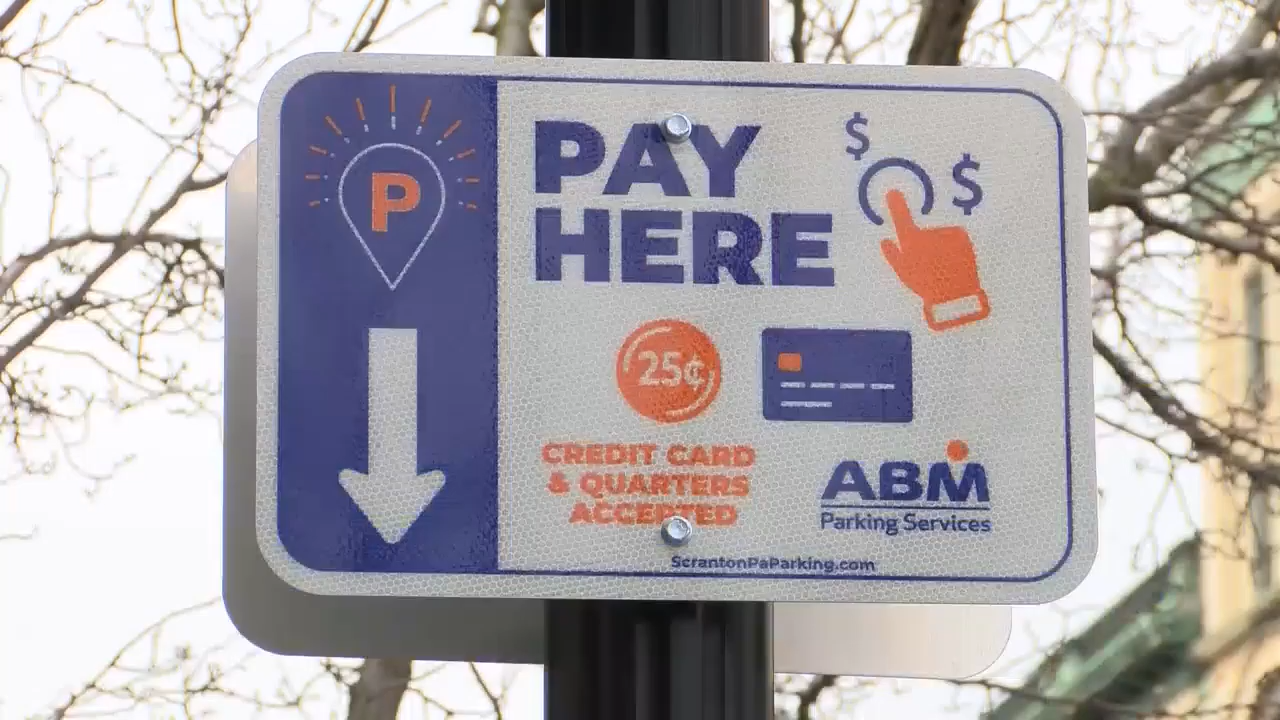 P
PAY
HERE
$
$
25¢
CREDIT CARD
& QUARTERS
ACCEPTED
ABM
Parking Services
ScrantonPaParking.com